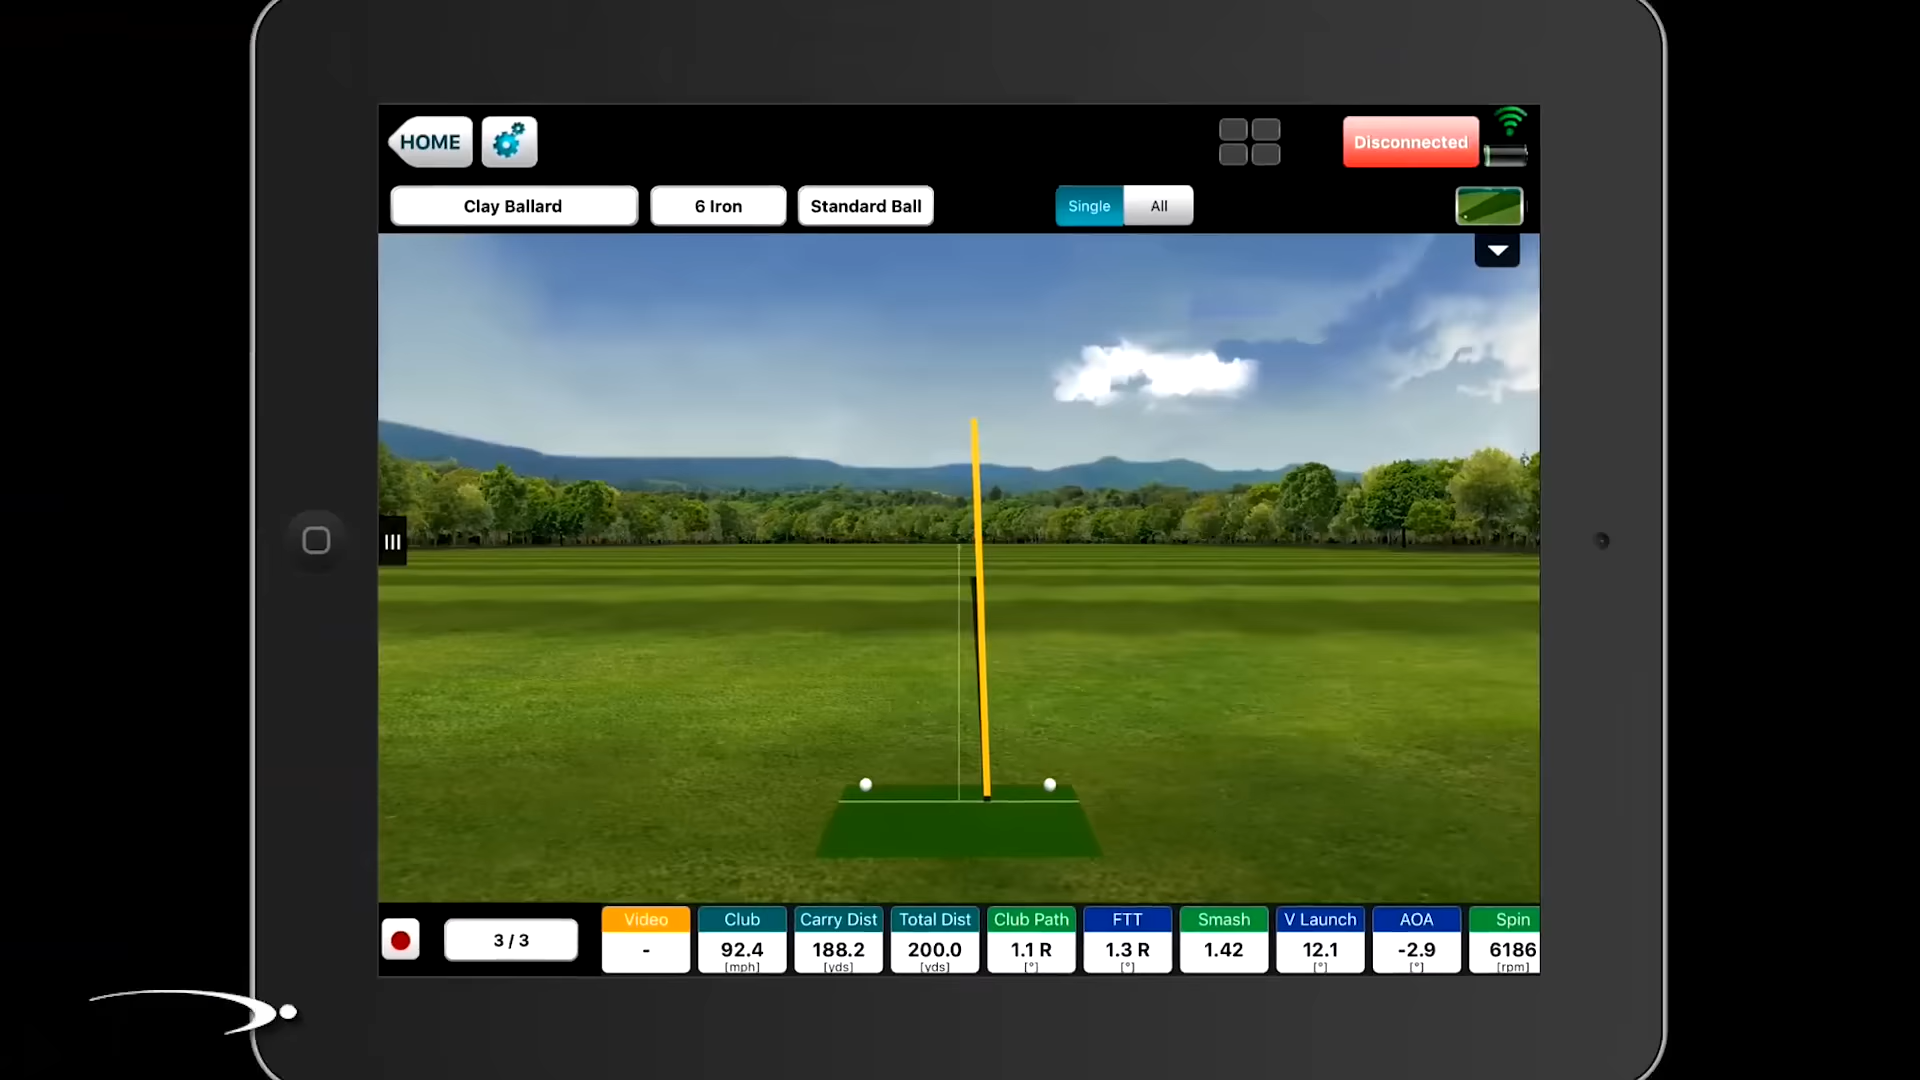 HOME
Disconnected
Clay Ballard
6 Iron
Standard Ball
Single
All
3 / 3
Video
-
Club
92.4
[mph]
Carry Dist
188.2
[yds]
Total Dist
200.0
[yds]
Club Path
1.1 R
[°]
FTT
1.3 R
[°]
Smash
1.42
V Launch
12.1
[°]
AOA
-2.9
[°]
Spin
6186
[rpm]